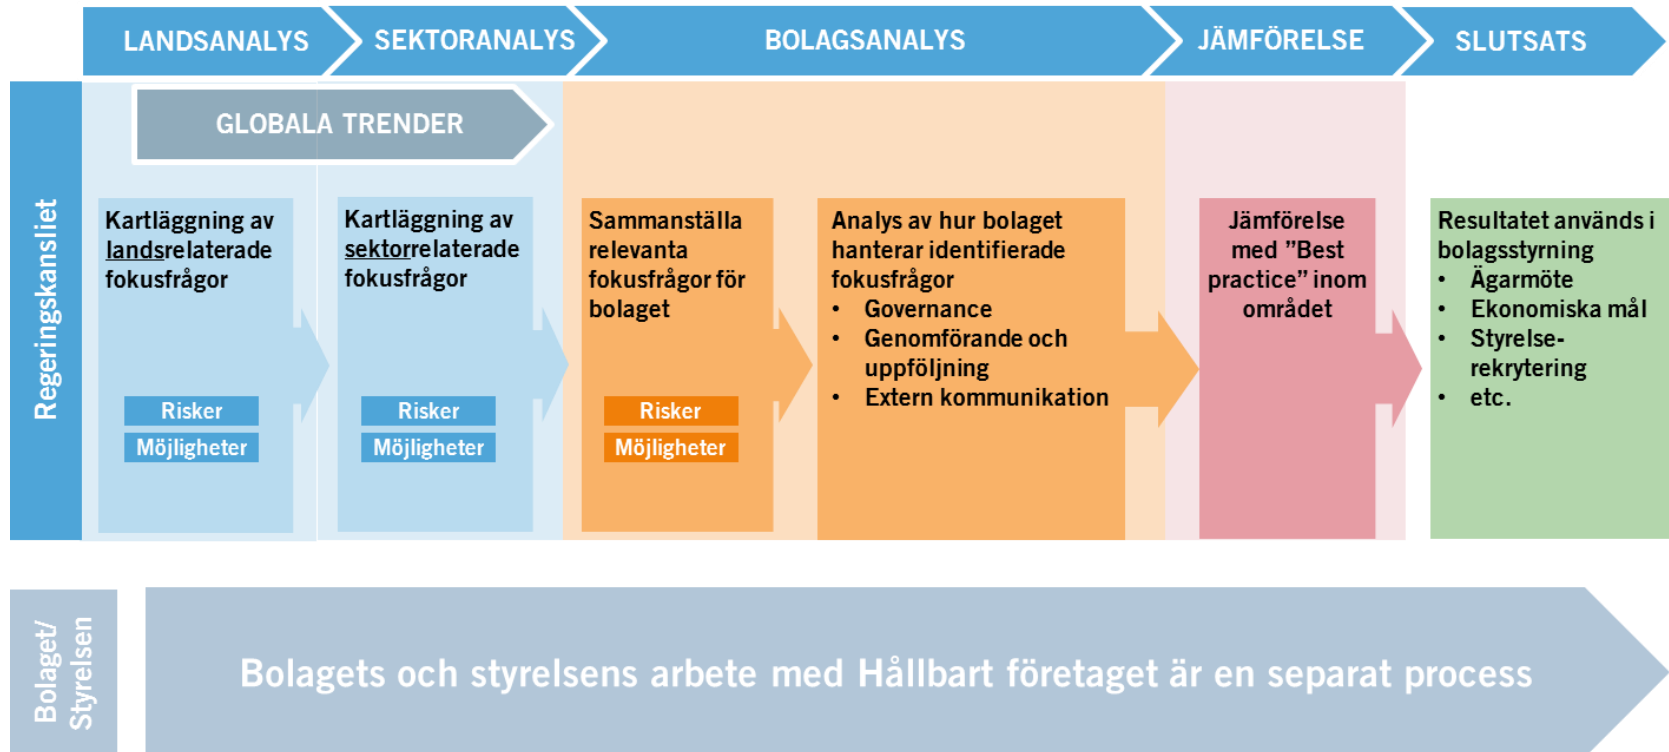 LANDSANALYS
SEKTORANALYS
BOLAGSANALYS
JÄMFÖRELSE
SLUTSATS
GLOBALA TRENDER
Regeringskansliet
Kartläggning av
landsrelaterade
fokusfrågor
Risker
Möjligheter
Kartläggning av
sektorrelaterade
fokusfrågor
Risker
Möjligheter
Sammanställa
relevanta
fokusfrågor för
bolaget
Risker
Möjligheter
Analys av hur bolaget
hanterar identifierade
fokusfrågor
• Governance
• Genomförande och
uppföljning
• Extern kommunikation
Jämförelse
med ”Best
practice” inom
området
Resultatet används i
bolagsstyrning
• Ägarmöte
• Ekonomiska mål
• Styrelse-
rekrytering
• etc.
Bolaget/
Styrelsen
Bolagets och styrelsens arbete med Hållbart företaget är en separat process